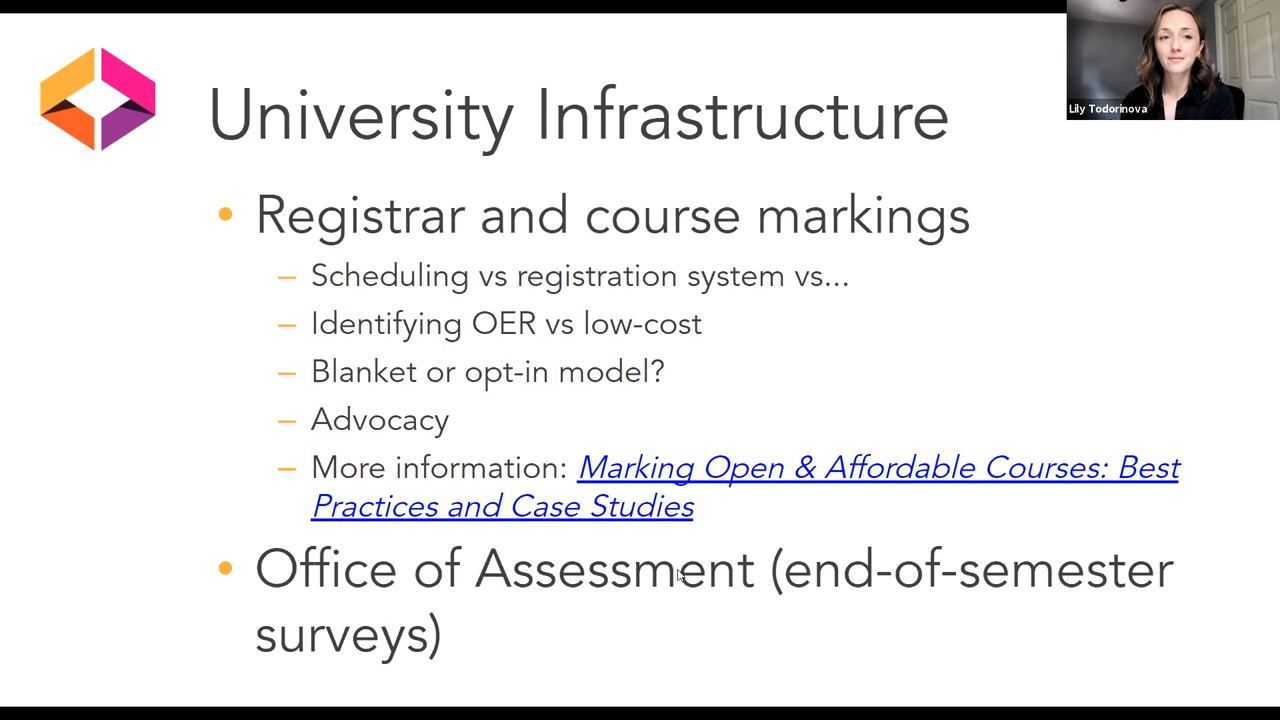 University Infrastructure
Lily Todorinova
• Registrar and course markings
– Scheduling vs registration system vs...
– Identifying OER vs low-cost
– Blanket or opt-in model?
– Advocacy
– More information: Marking Open & Affordable Courses: Best
Practices and Case Studies
• Office of Assessment (end-of-semester
surveys)